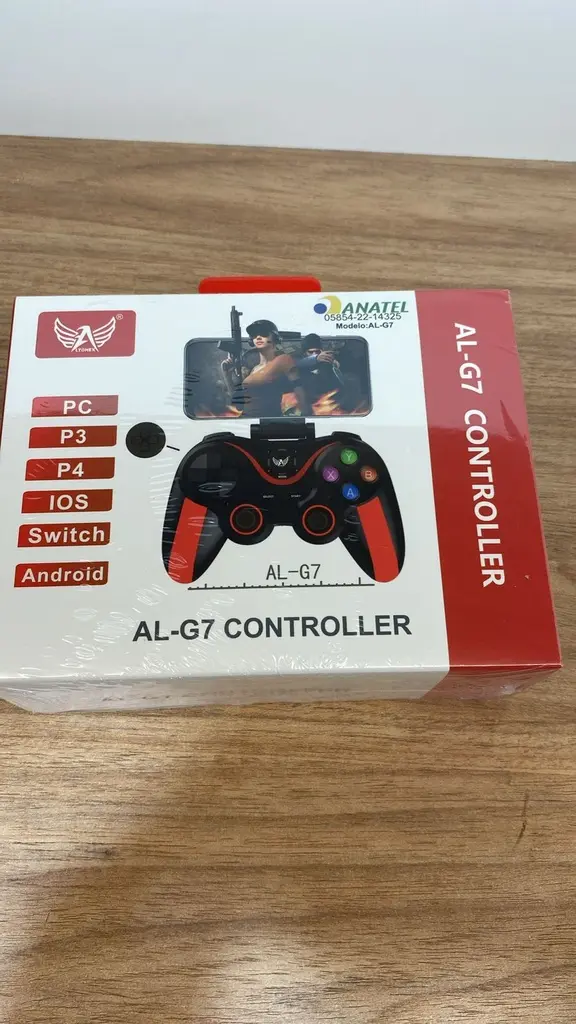 ANATEL
05854-22-14325
Modelo:AL-G7
A
ALTOMEX
®
PC
P3
P4
IOS
Switch
Android
Y
X
B
A
AL-G7
AL-G7 CONTROLLER
AL-G7 CONTROLLER